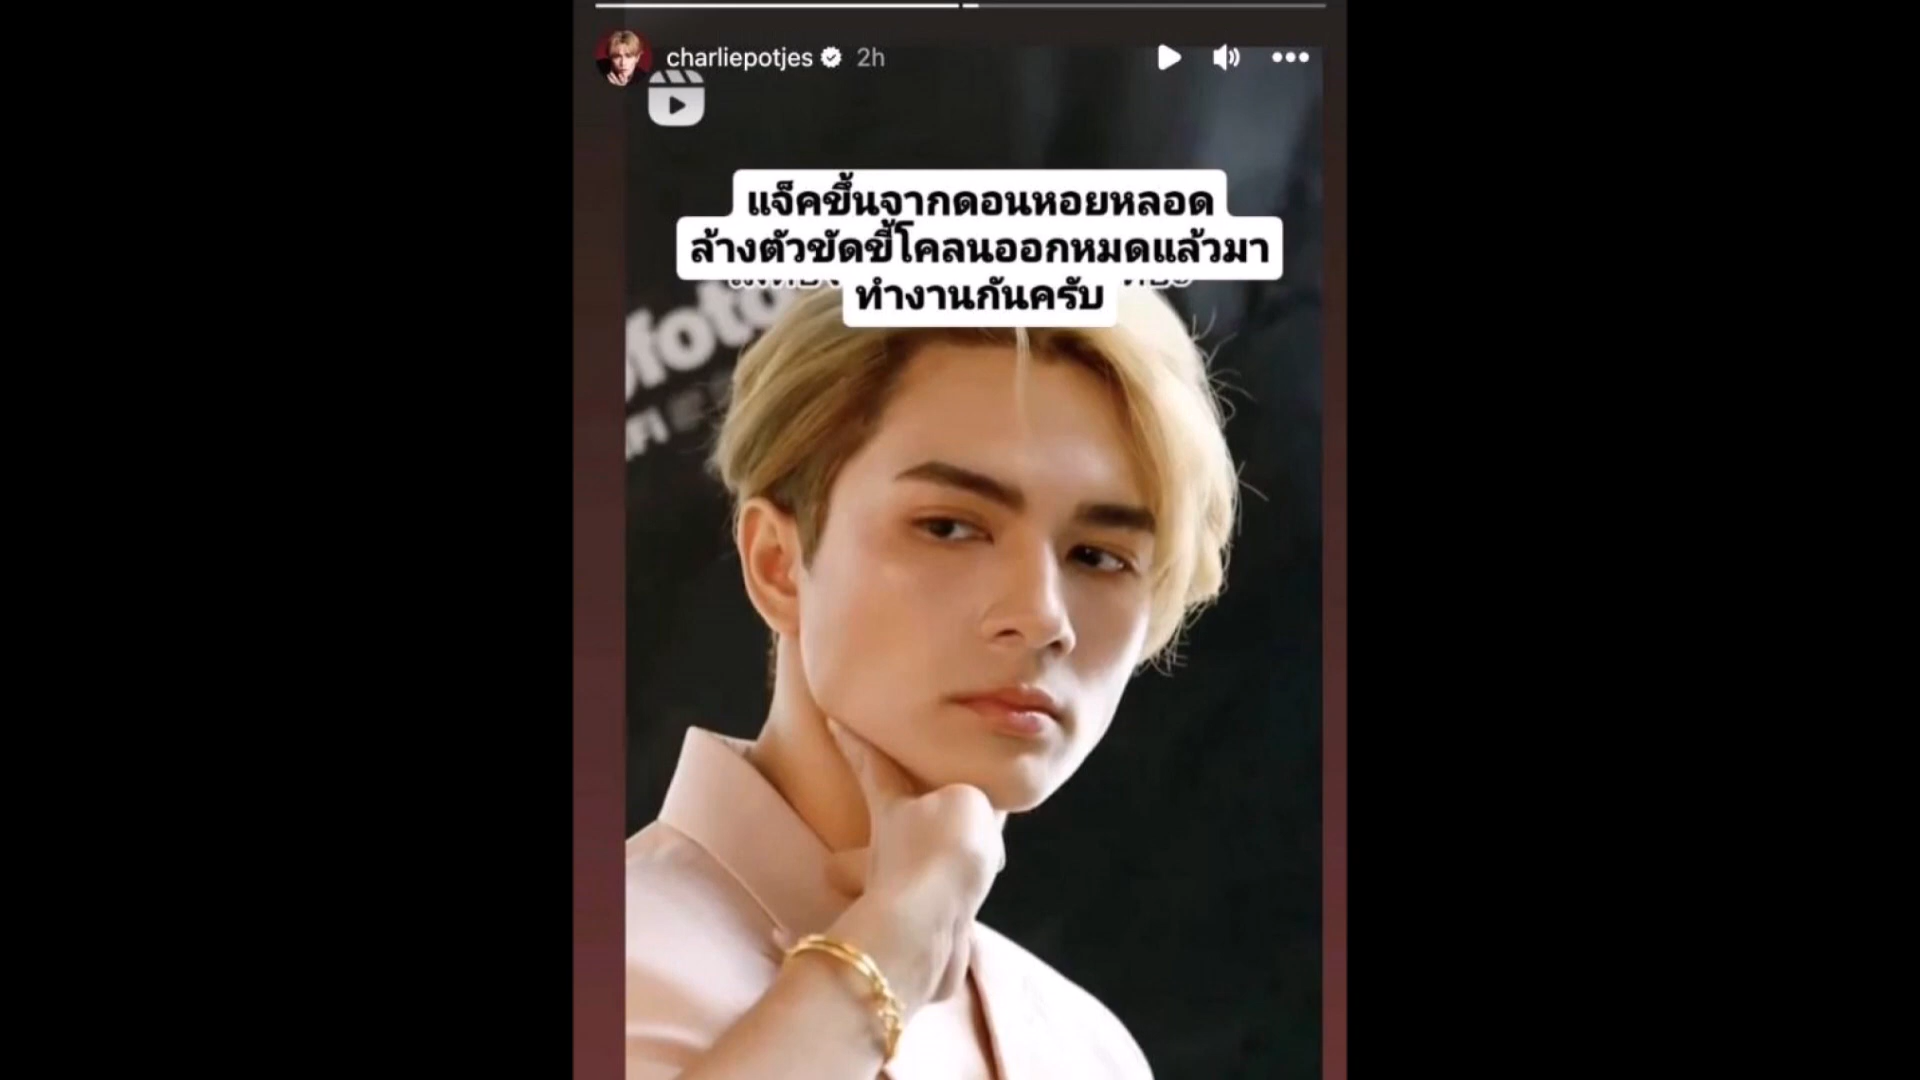 charliepotjes 2h
แจ็คขึ้นจากดอนหอยหลอด
ล้างตัวขัดขี้โคลนออกหมดแล้วมา
ทำงานกันครับ
foto